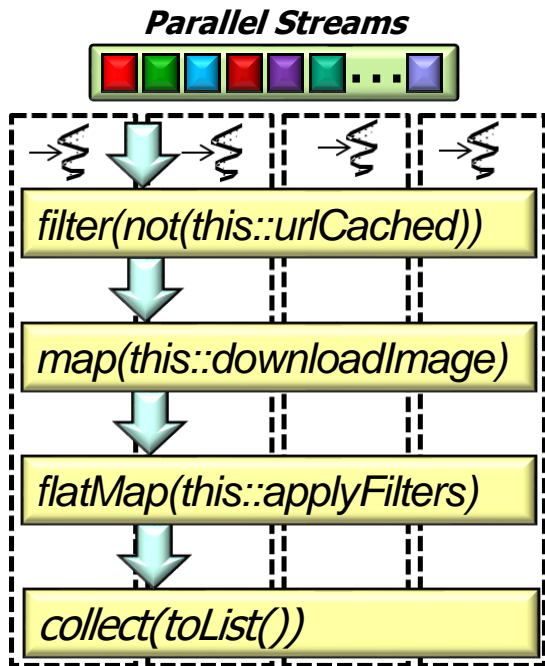 Parallel Streams
...
filter(not(this::urlCached))
map(this::downloadImage)
flatMap(this::applyFilters)
collect(toList())